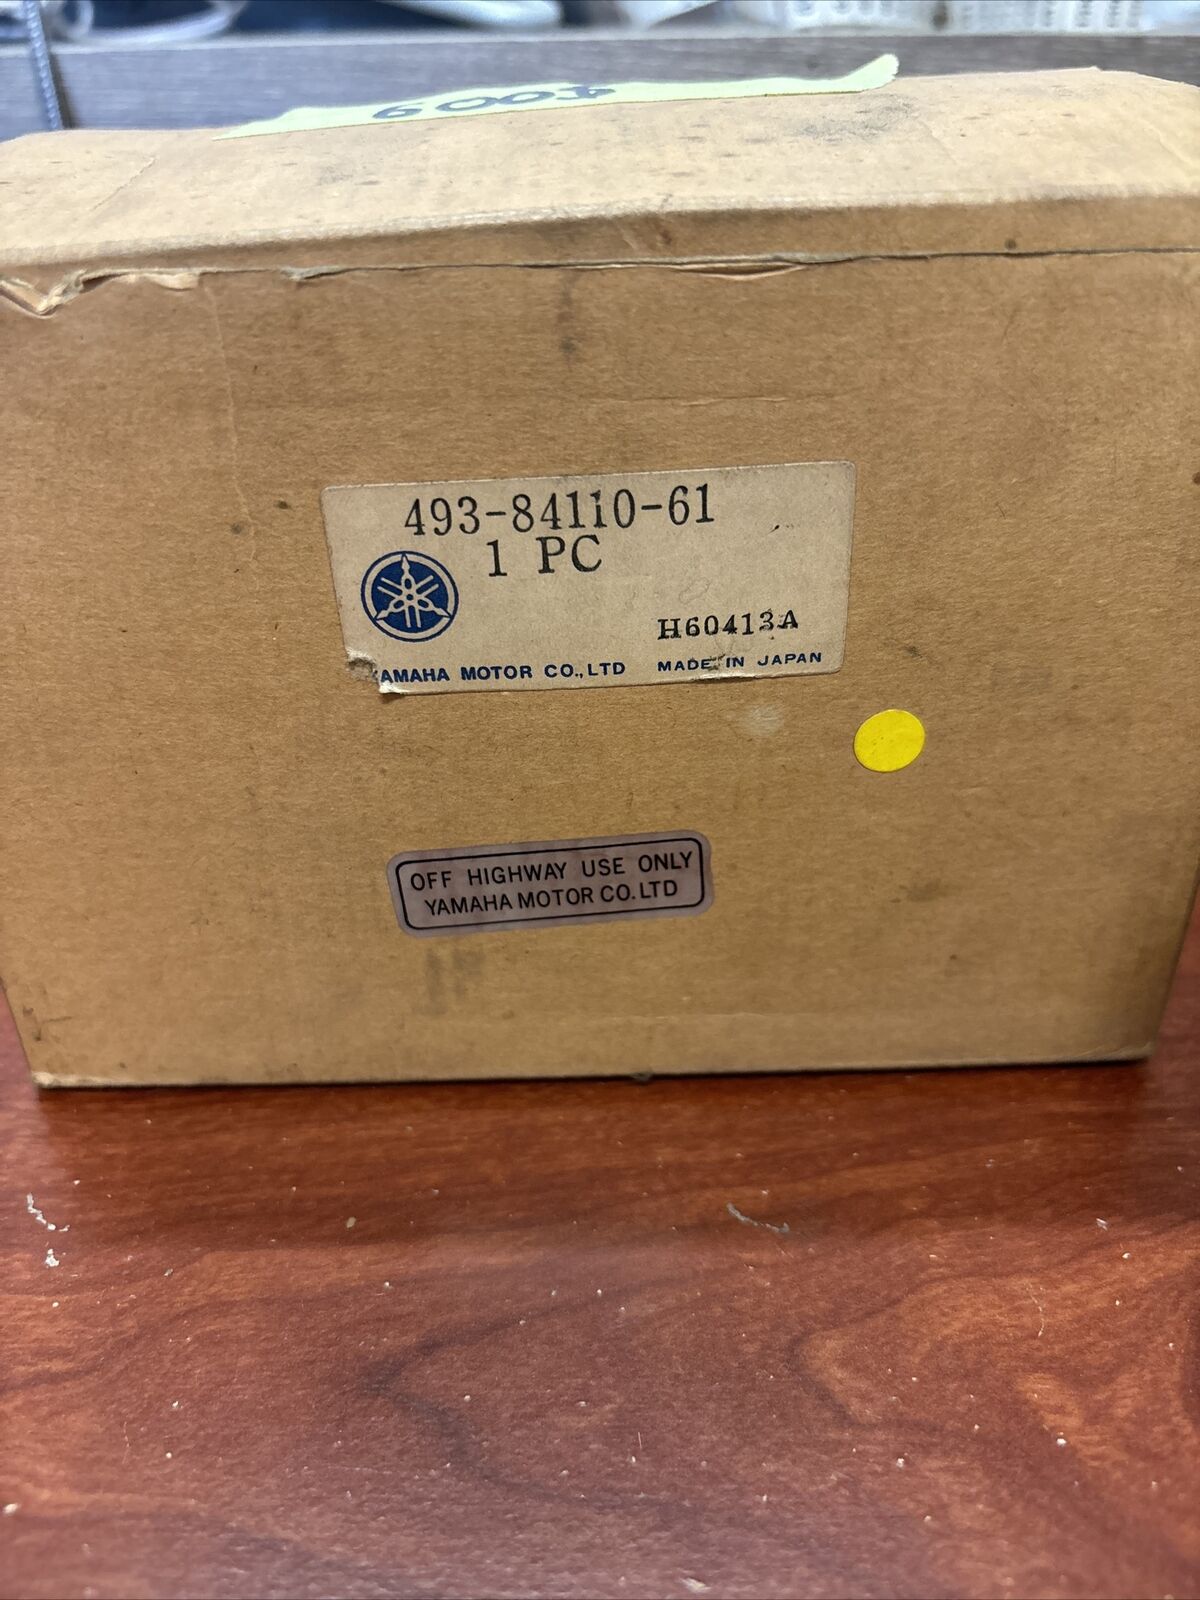 6009
493-84110-61
1 PC
H60413A
AMAHA MOTOR CO.,LTD MADE IN JAPAN
OFF HIGHWAY USE ONLY
YAMAHA MOTOR CO.LTD